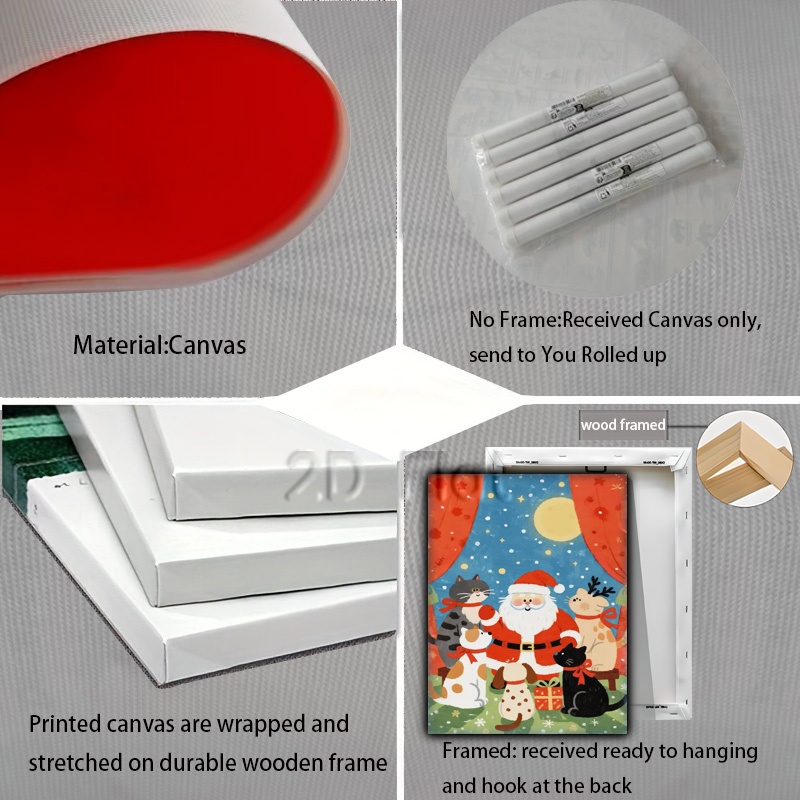 Material:Canvas
No Frame:Received Canvas only,
send to You Rolled up
2D
wood framed
Printed canvas are wrapped and
stretched on durable wooden frame
Framed: received ready to hanging
and hook at the back